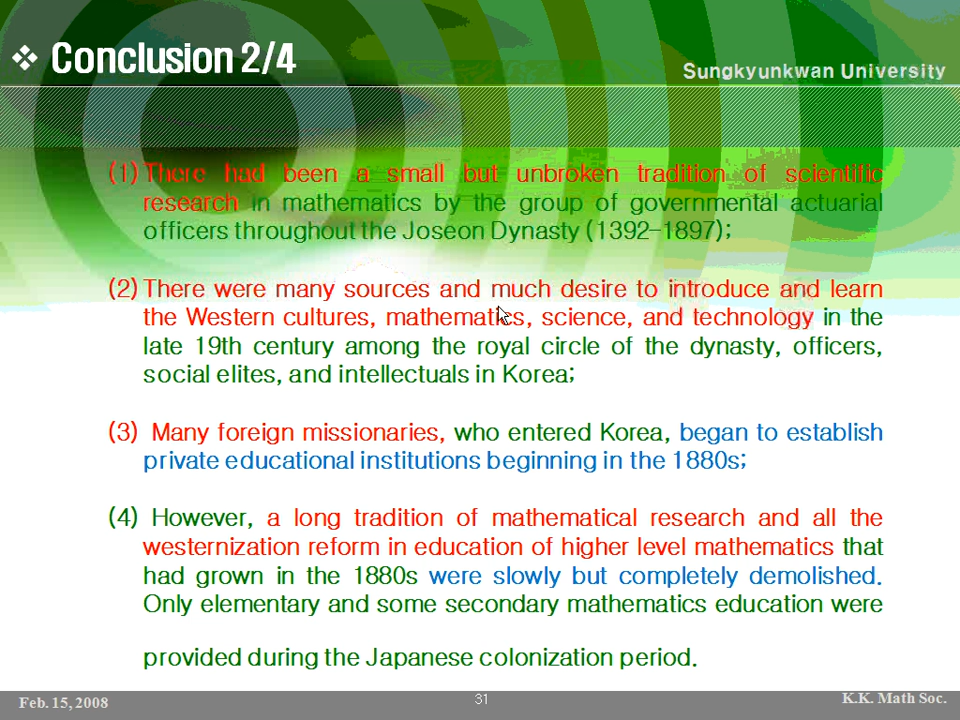 ❖ Conclusion 2/4
Sungkyunkwan University
(1) There had been a small but unbroken tradition of scientific
research in mathematics by the group of governmental actuarial
officers throughout the Joseon Dynasty (1392-1897);
(2) There were many sources and much desire to introduce and learn
the Western cultures, mathematics, science, and technology in the
late 19th century among the royal circle of the dynasty, officers,
social elites, and intellectuals in Korea;
(3) Many foreign missionaries, who entered Korea, began to establish
private educational institutions beginning in the 1880s;
(4) However, a long tradition of mathematical research and all the
westernization reform in education of higher level mathematics that
had grown in the 1880s were slowly but completely demolished.
Only elementary and some secondary mathematics education were
provided during the Japanese colonization period.
Feb. 15, 2008
31
K.K. Math Soc.